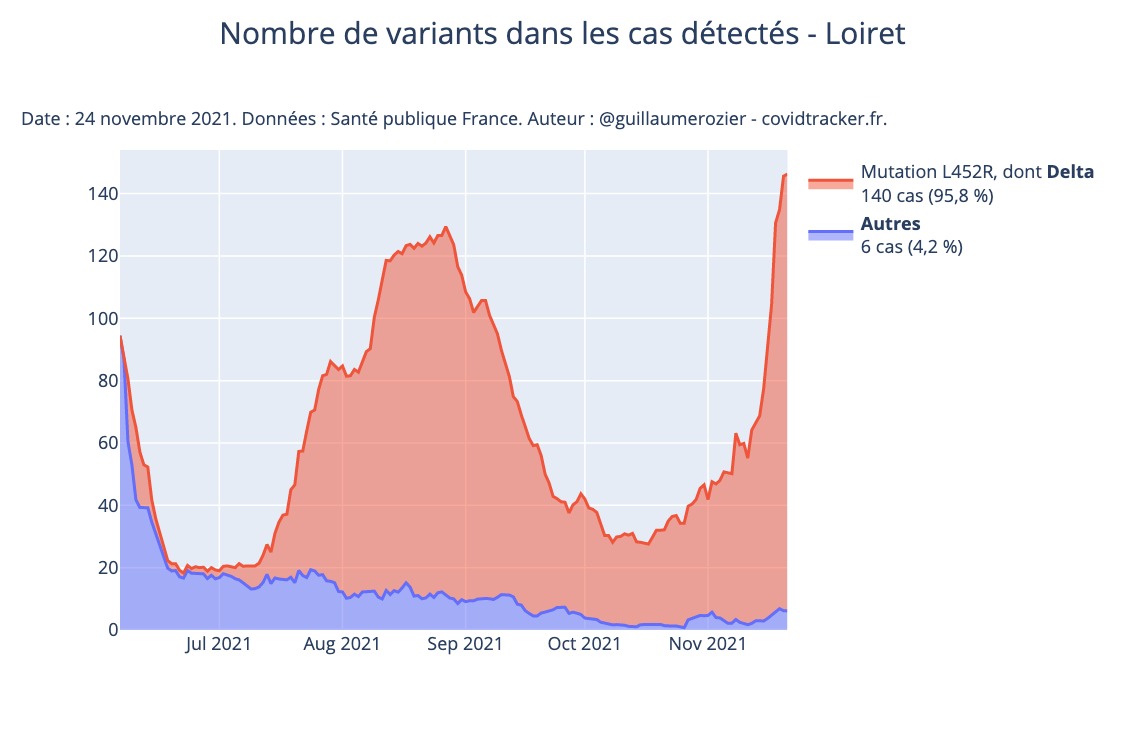 Nombre de variants dans les cas détectés - Loiret
Date : 24 novembre 2021. Données : Santé publique France. Auteur : @guillaumerozier - covidtracker.fr.
Mutation L452R, dont Delta
140 cas (95,8 %)
Autres
6 cas (4,2 %)
140
120
100
80
60
40
20
0
Jul 2021
Aug 2021
Sep 2021
Oct 2021
Nov 2021